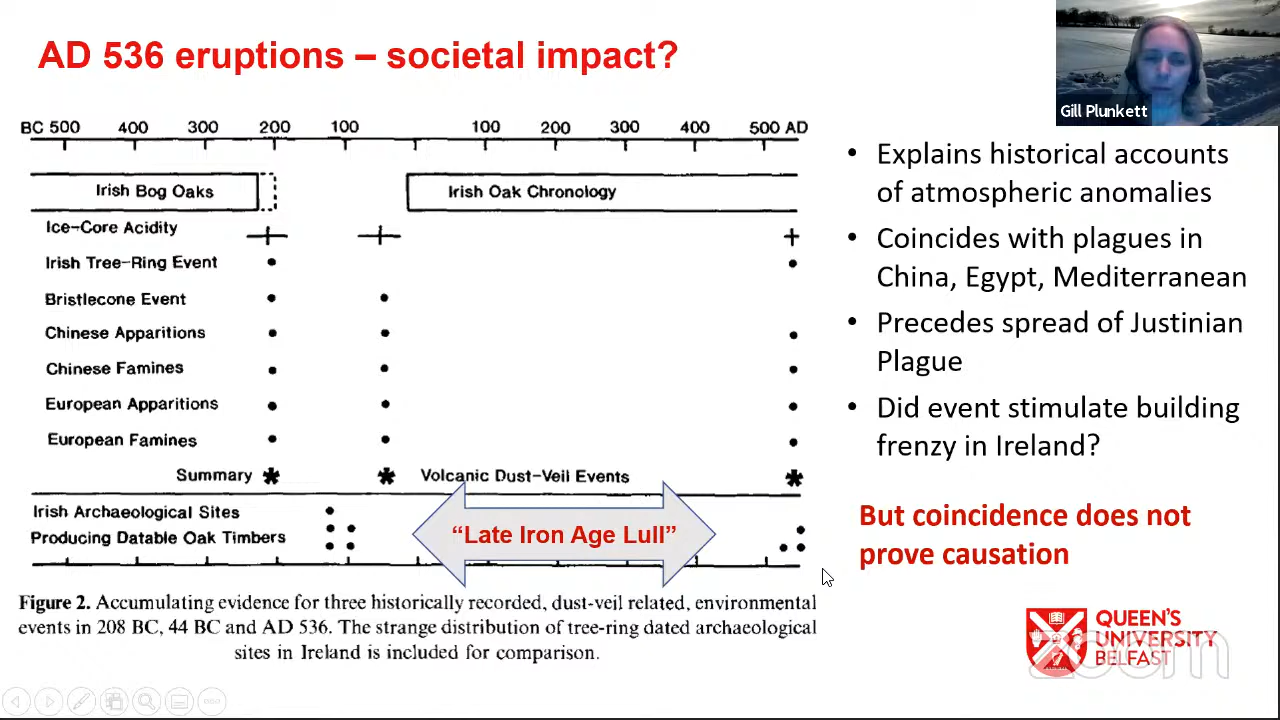 AD 536 eruptions – societal impact?
Gill Plunkett
BC 500 400 300 200 100 100 200 300 400 500 AD
Irish Bog Oaks
Irish Oak Chronology
Ice-Core Acidity
Irish Tree-Ring Event
Bristlecone Event
Chinese Apparitions
Chinese Famines
European Apparitions
European Famines
Summary
Volcanic Dust-Veil Events
Irish Archaeological Sites
Producing Datable Oak Timbers
“Late Iron Age Lull”
Figure 2. Accumulating evidence for three historically recorded, dust-veil related, environmental
events in 208 BC, 44 BC and AD 536. The strange distribution of tree-ring dated archaeological
sites in Ireland is included for comparison.
• Explains historical accounts
of atmospheric anomalies
• Coincides with plagues in
China, Egypt, Mediterranean
• Precedes spread of Justinian
Plague
• Did event stimulate building
frenzy in Ireland?
But coincidence does not
prove causation
QUEEN'S
UNIVERSITY
BELFAST
zoom